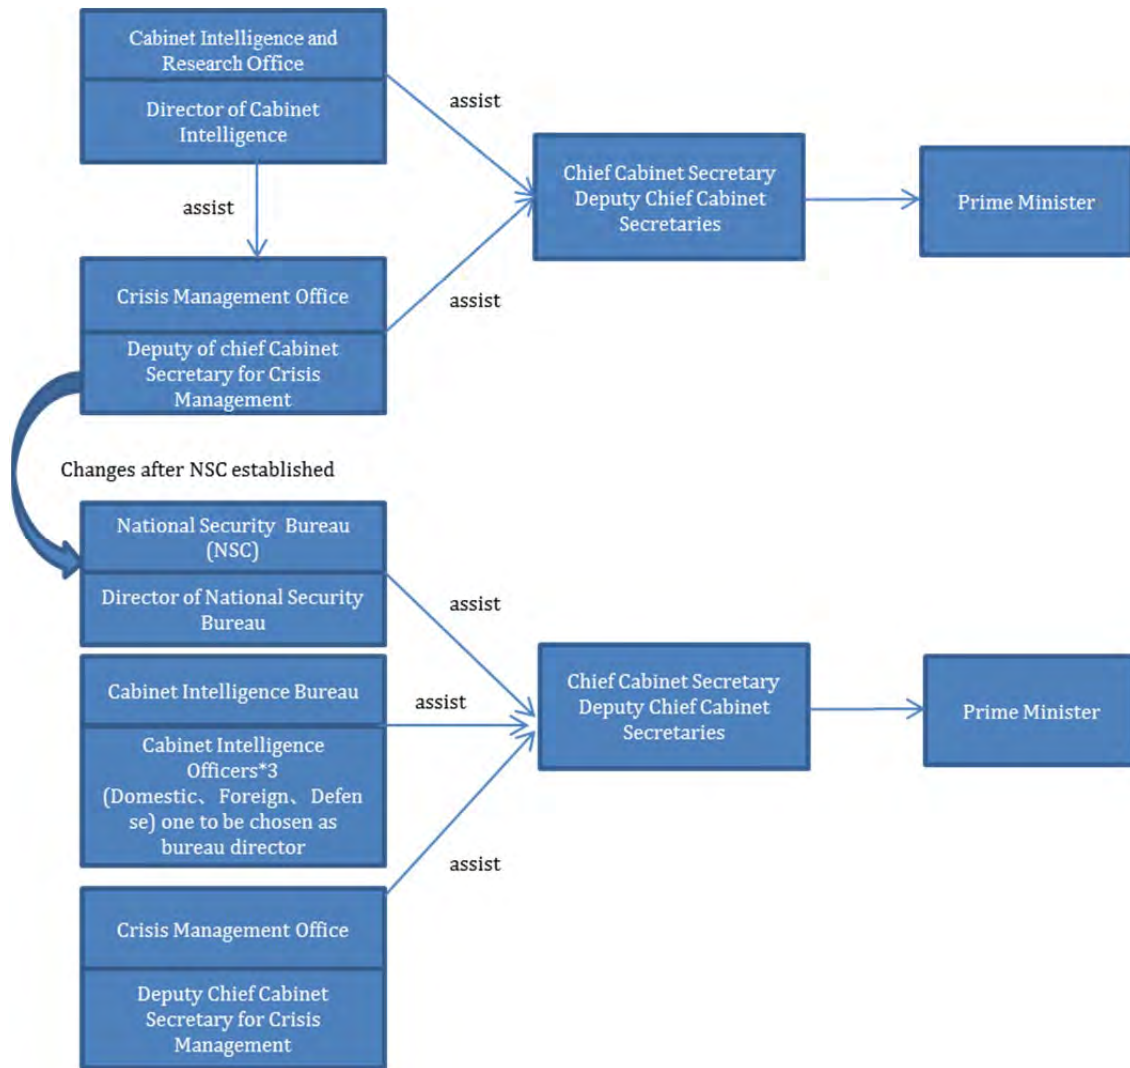 Cabinet Intelligence and
Research Office
Director of Cabinet
Intelligence
assist
assist
Chief Cabinet Secretary
Deputy Chief Cabinet
Secretaries
Prime Minister
Crisis Management Office
Deputy of chief Cabinet
Secretary for Crisis
Management
assist
Changes after NSC established
National Security Bureau
(NSC)
Director of National Security
Bureau
assist
Cabinet Intelligence Bureau
Cabinet Intelligence
Officers*3
(Domestic、Foreign、Defen
se) one to be chosen as
bureau director
assist
Chief Cabinet Secretary
Deputy Chief Cabinet
Secretaries
Prime Minister
assist
Crisis Management Office
Deputy Chief Cabinet
Secretary for Crisis
Management